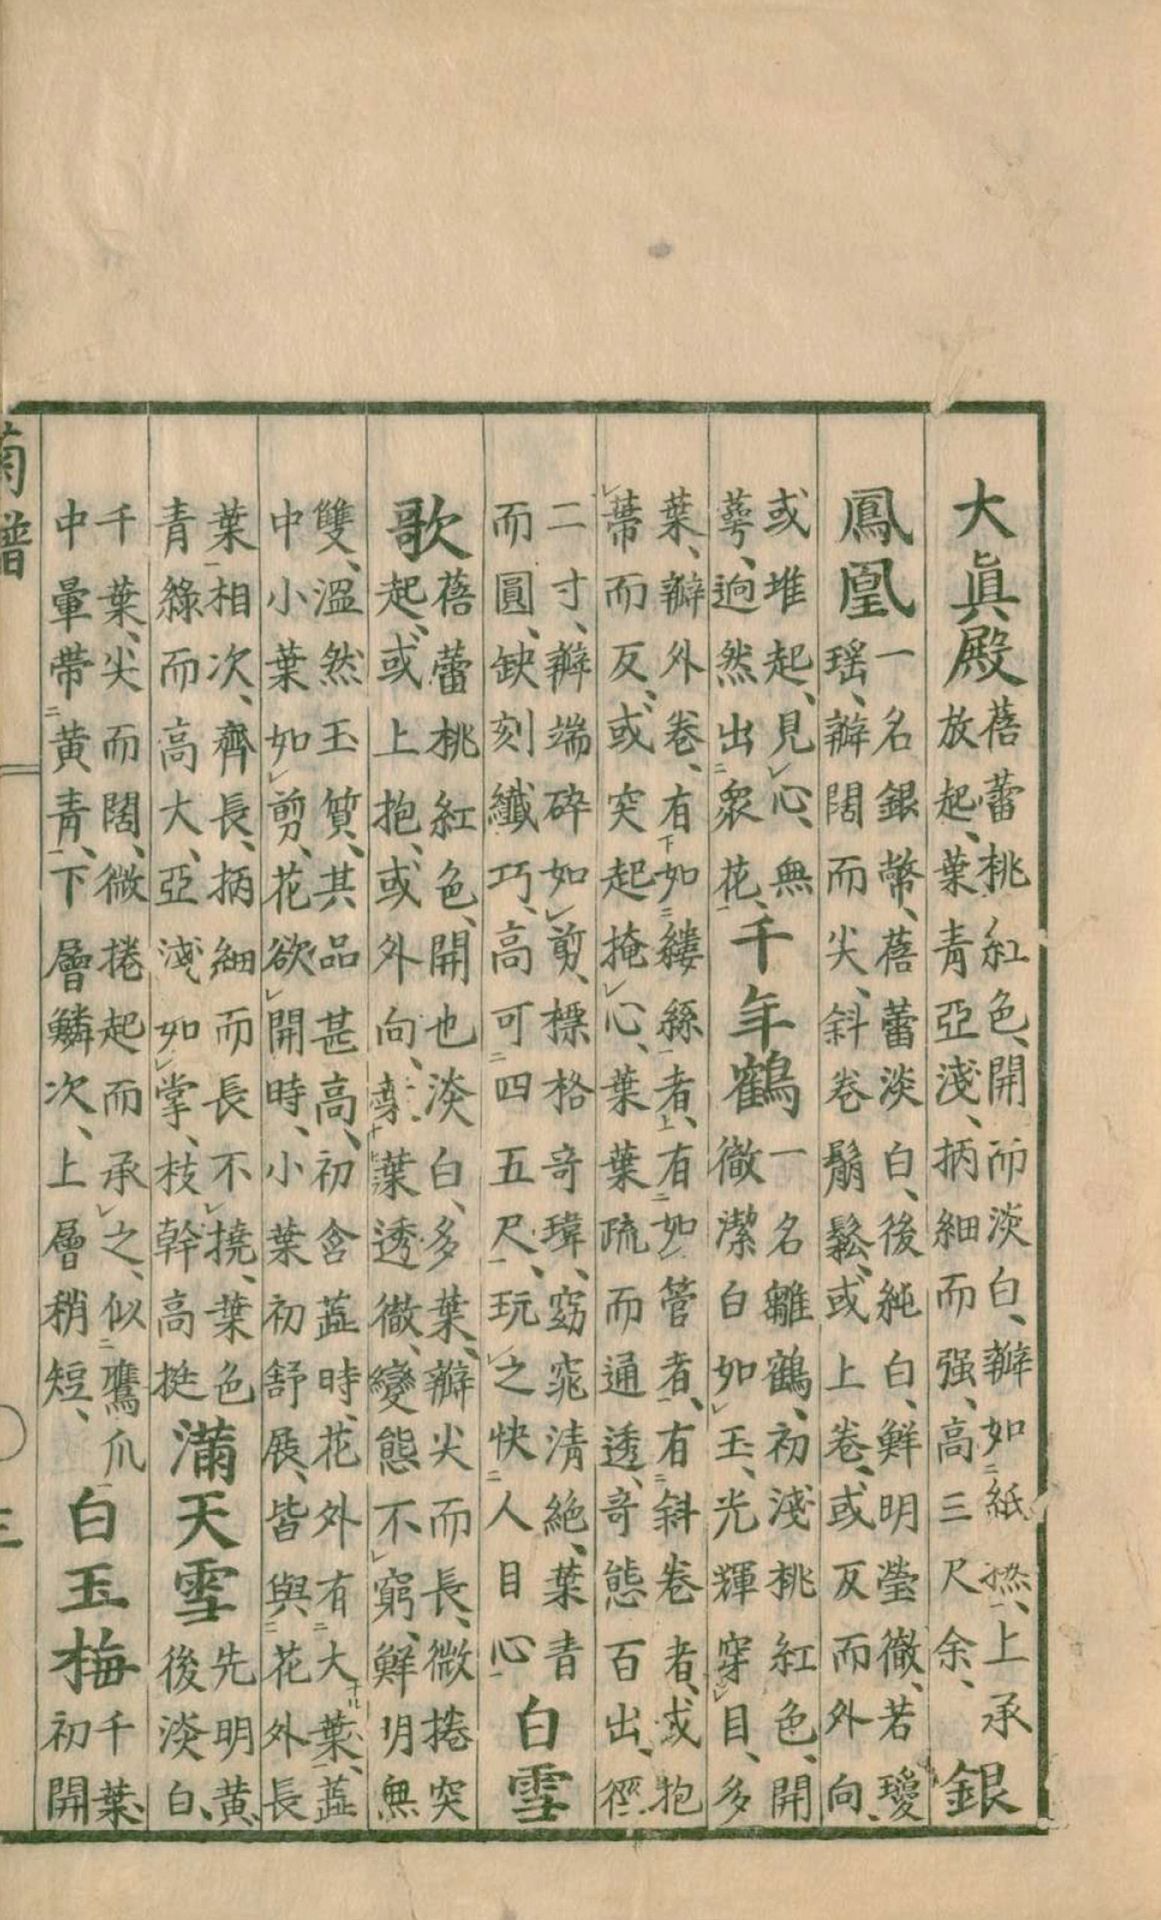 大眞殿
蓓蕾桃紅色、開而淡白、瓣如紙撚、上承
放起、葉青亞淺、柄細而强、高三尺余、
銀
鳳凰
一名銀幣、蓓蕾淡白、後純白、鮮明瑩徹、若瓊
瑶、瓣闊而尖、斜卷鬅鬆、或上卷、或反而外向、
或堆起、見心、無
萼、逈然出衆花、
千年鶴
一名雛鶴、初淺桃紅色、開
徹潔白如玉、光輝穿目、多
葉、瓣外卷、有如縷絲者、有如管者、有斜卷者、或抱
蔕而反、或突起掩心、葉葉疏而通透、奇態百出、徑
二寸、瓣端碎如剪、標格奇瑋、窈窕清絶、葉青
而圓、缺刻纖巧、高可四五尺、玩之快人目心
白雪
歌
蓓蕾桃紅色、開也淡白、多葉、瓣尖而長、微捲突
起、或上抱、或外向、葉透徹、變態不窮、鮮明無
雙、溫然玉質、其品甚高、初含蕋時、花外有大葉、蕋
中小葉如剪、花欲開時、小葉初舒展、皆與花外長
葉相次、齊長、柄細而長不撓、葉色
青綠而高大、亞淺如掌、枝幹高挺
滿天雪
先明黃
後淡白、
千葉、尖而闊、微捲起而承之、似鷹爪
中暈帶黃青、下層鱗次、上層稍短、
白玉梅
千葉、
初開
菊譜
三